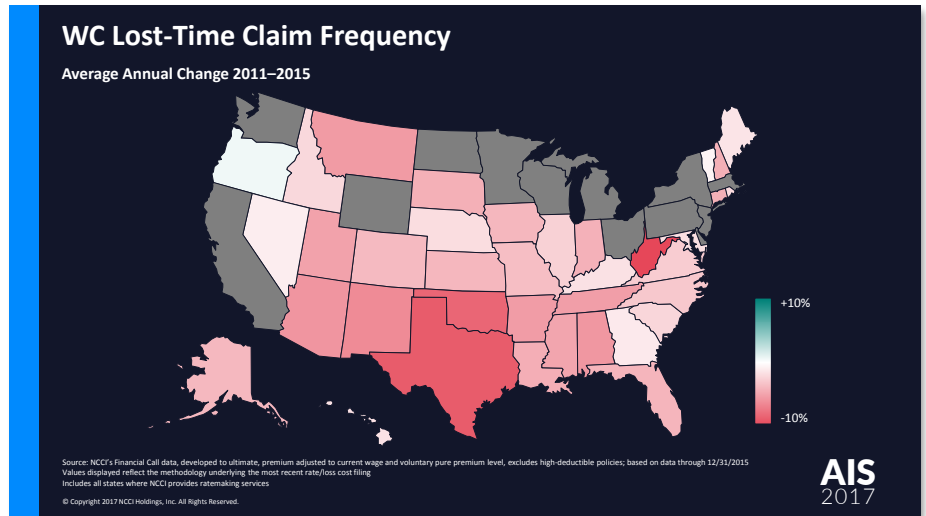 WC Lost-Time Claim Frequency
Average Annual Change 2011–2015
+10%
-10%
Source: NCCI's Financial Call data, developed to ultimate, premium adjusted to current wage and voluntary pure premium level, excludes high-deductible policies; based on data through 12/31/2015
Values displayed reflect the methodology underlying the most recent rate/loss cost filing
Includes all states where NCCI provides ratemaking services
© Copyright 2017 NCCI Holdings, Inc. All Rights Reserved.
AIS
2017